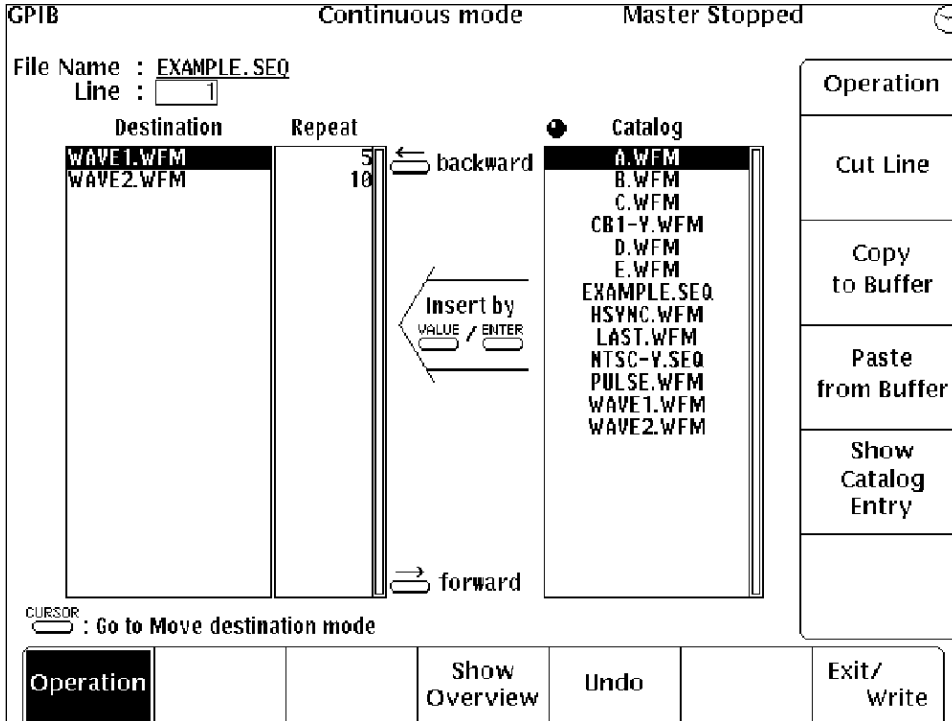 GPIB Continuous mode Master Stopped
File Name : EXAMPLE.SEQ
Line : 1
Destination Repeat Catalog
WAVE1.WFM 5
WAVE2.WFM 10
← backward
Insert by
VALUE / ENTER
→ forward
A.WFM
B.WFM
C.WFM
CB1-Y.WFM
D.WFM
E.WFM
EXAMPLE.SEQ
HSYNC.WFM
LAST.WFM
NTSC-Y.SEQ
PULSE.WFM
WAVE1.WFM
WAVE2.WFM
CURSOR : Go to Move destination mode
Operation
Cut Line
Copy
to Buffer
Paste
from Buffer
Show
Catalog
Entry
Operation
Show
Overview
Undo
Exit/
Write